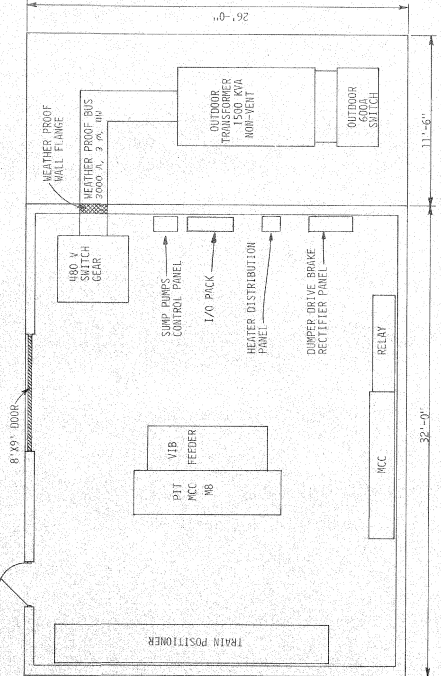 26'-0"
WEATHER PROOF
WALL FLANGE
WEATHER PROOF BUS
3000 A, 3 Ø, 4W
OUTDOOR
TRANSFORMER
1500 KVA
NON-VENT
OUTDOOR
600A
SWITCH
11'-6"
480 V
SWITCH
GEAR
SUMP PUMPS
CONTROL PANEL
I/O PACK
HEATER DISTRIBUTION
PANEL
DUMPER DRIVE BRAKE
RECTIFIER PANEL
8'X9' DOOR
VIB
FEEDER
PIT
MCC
M8
RELAY
MCC
32'-0"
TRAIN POSITIONER